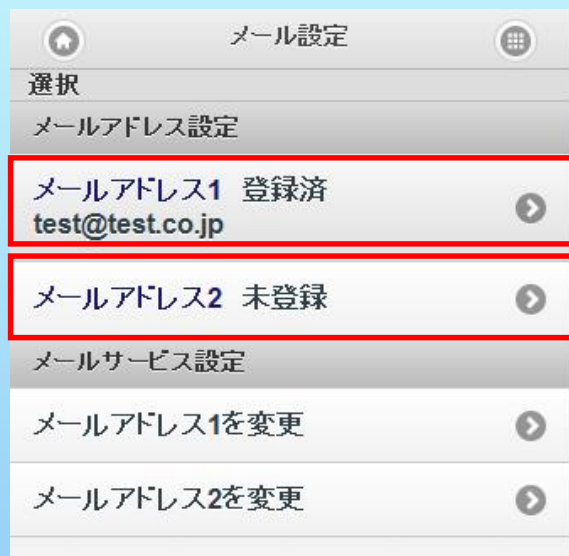 メール設定
選択
メールアドレス設定
メールアドレス1 登録済
test@test.co.jp
メールアドレス2 未登録
メールサービス設定
メールアドレス1を変更
メールアドレス2を変更